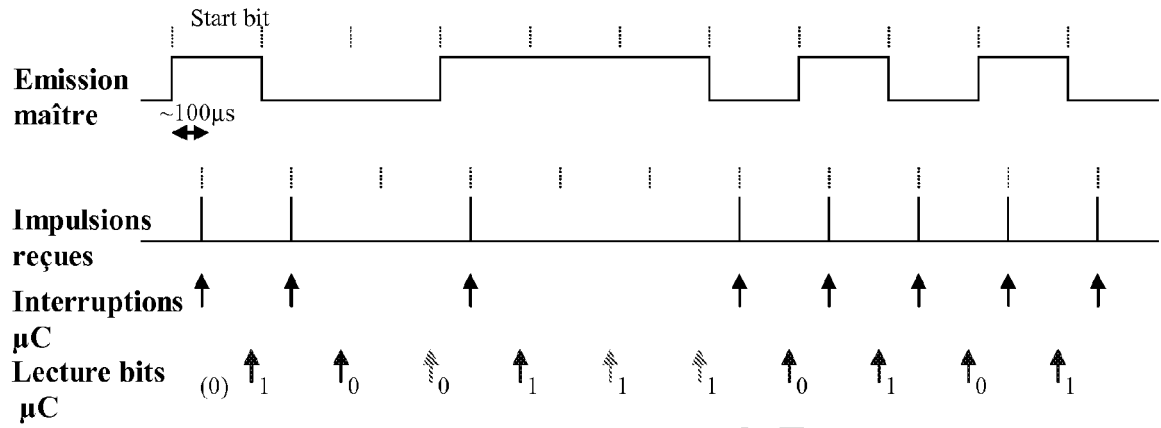 Start bit
Emission
maître
~100µs
Impulsions
reçues
Interruptions
µC
Lecture bits
µC
(0) 1 0 0 1 1 1 0 1 0 1